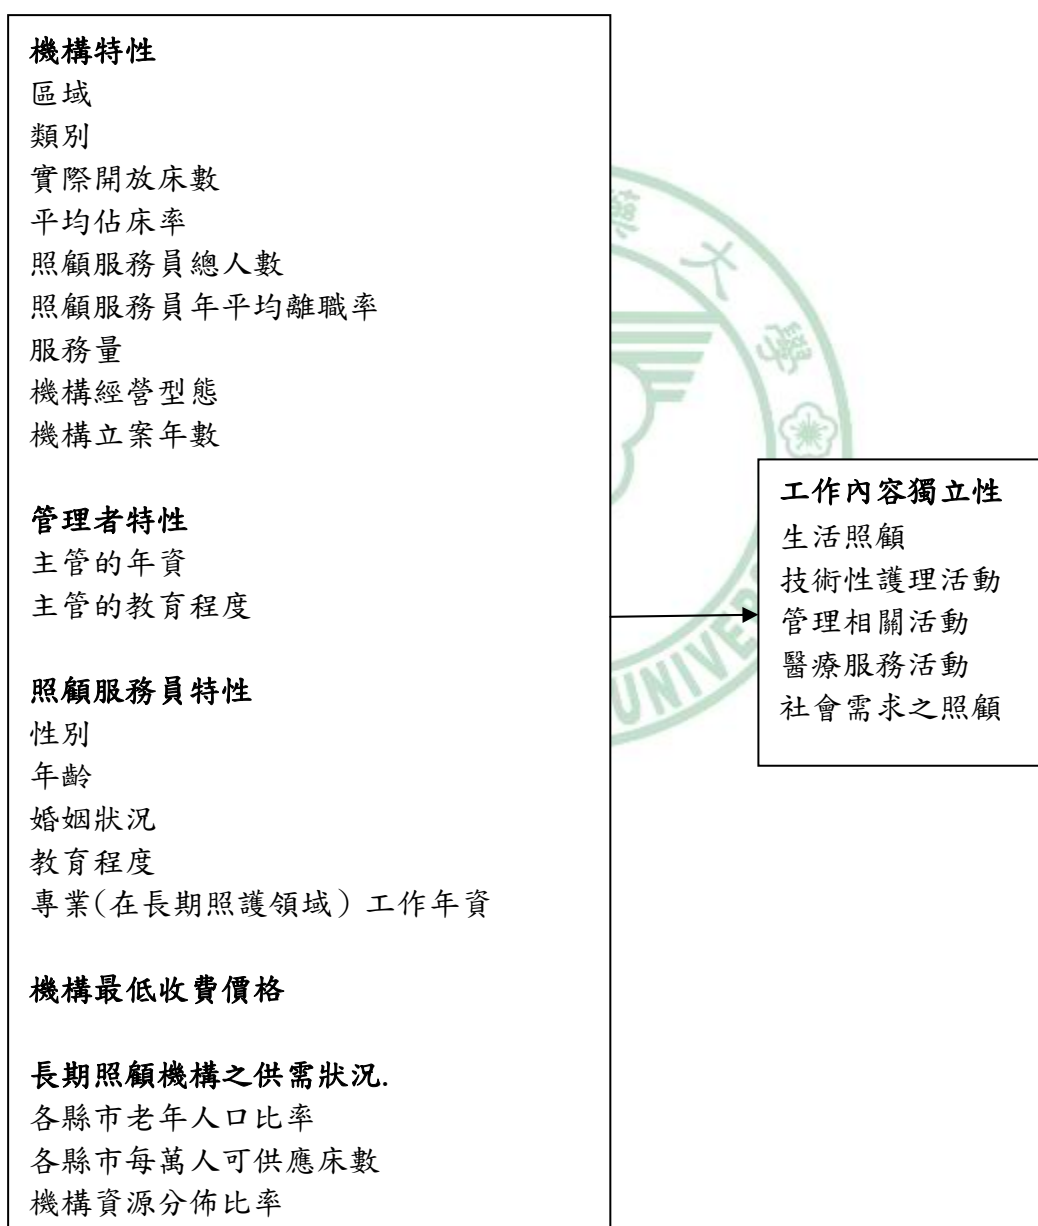 機構特性
區域
類別
實際開放床數
平均佔床率
照顧服務員總人數
照顧服務員年平均離職率
服務量
機構經營型態
機構立案年數
管理者特性
主管的年資
主管的教育程度
照顧服務員特性
性別
年齡
婚姻狀況
教育程度
專業(在長期照護領域) 工作年資
機構最低收費價格
長期照顧機構之供需狀況.
各縣市老年人口比率
各縣市每萬人可供應床數
機構資源分佈比率
工作內容獨立性
生活照顧
技術性護理活動
管理相關活動
醫療服務活動
社會需求之照顧
藥大學
UNIVER